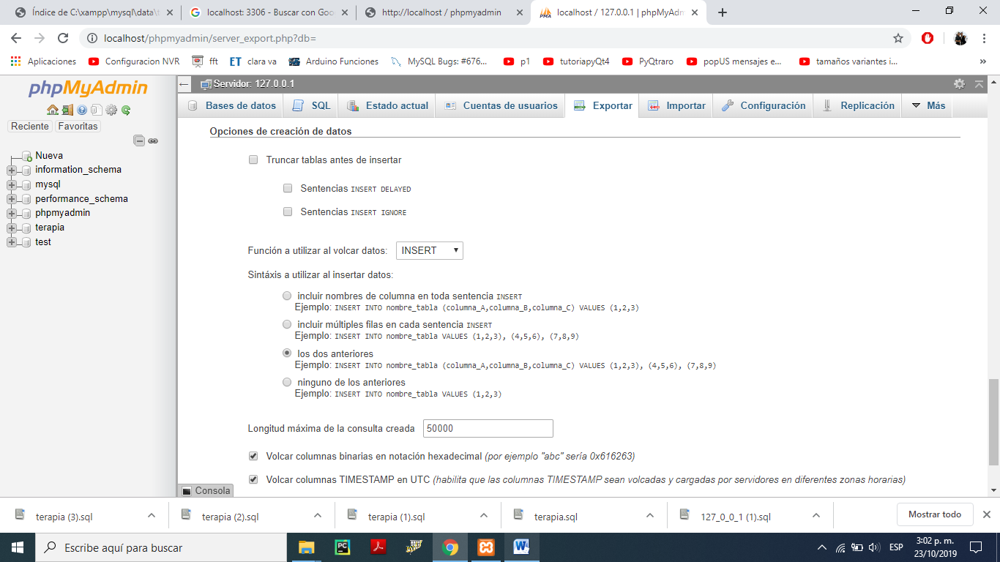 Índice de C:\xampp\mysql\data\
localhost: 3306 - Buscar con Goo
http://localhost / phpmyadmin
localhost / 127.0.0.1 | phpMyAdm
localhost/phpmyadmin/server_export.php?db=
Aplicaciones
Configuracion NVR
fft
ET clara va
Arduino Funciones
MySQL Bugs: #676...
p1
tutoriapyQt4
PyQtraro
popUS mensajes e...
tamaños variantes i...
»
phpMyAdmin
Reciente
Favoritas
Nueva
information_schema
mysql
performance_schema
phpmyadmin
terapia
test
Servidor: 127.0.0.1
Bases de datos
SQL
Estado actual
Cuentas de usuarios
Exportar
Importar
Configuración
Replicación
Más
Opciones de creación de datos
Truncar tablas antes de insertar
Sentencias INSERT DELAYED
Sentencias INSERT IGNORE
Función a utilizar al volcar datos: INSERT
Sintáxis a utilizar al insertar datos:
incluir nombres de columna en toda sentencia INSERT
Ejemplo: INSERT INTO nombre_tabla (columna_A,columna_B,columna_C) VALUES (1,2,3)
incluir múltiples filas en cada sentencia INSERT
Ejemplo: INSERT INTO nombre_tabla VALUES (1,2,3), (4,5,6), (7,8,9)
los dos anteriores
Ejemplo: INSERT INTO nombre_tabla (columna_A,columna_B,columna_C) VALUES (1,2,3), (4,5,6), (7,8,9)
ninguno de los anteriores
Ejemplo: INSERT INTO nombre_tabla VALUES (1,2,3)
Longitud máxima de la consulta creada 50000
Volcar columnas binarias en notación hexadecimal (por ejemplo "abc" sería 0x616263)
Volcar columnas TIMESTAMP en UTC (habilita que las columnas TIMESTAMP sean volcadas y cargadas por servidores en diferentes zonas horarias)
Consola
terapia (3).sql
terapia (2).sql
terapia (1).sql
terapia.sql
127_0_0_1 (1).sql
Mostrar todo
Escribe aquí para buscar
ESP
3:02 p. m.
23/10/2019